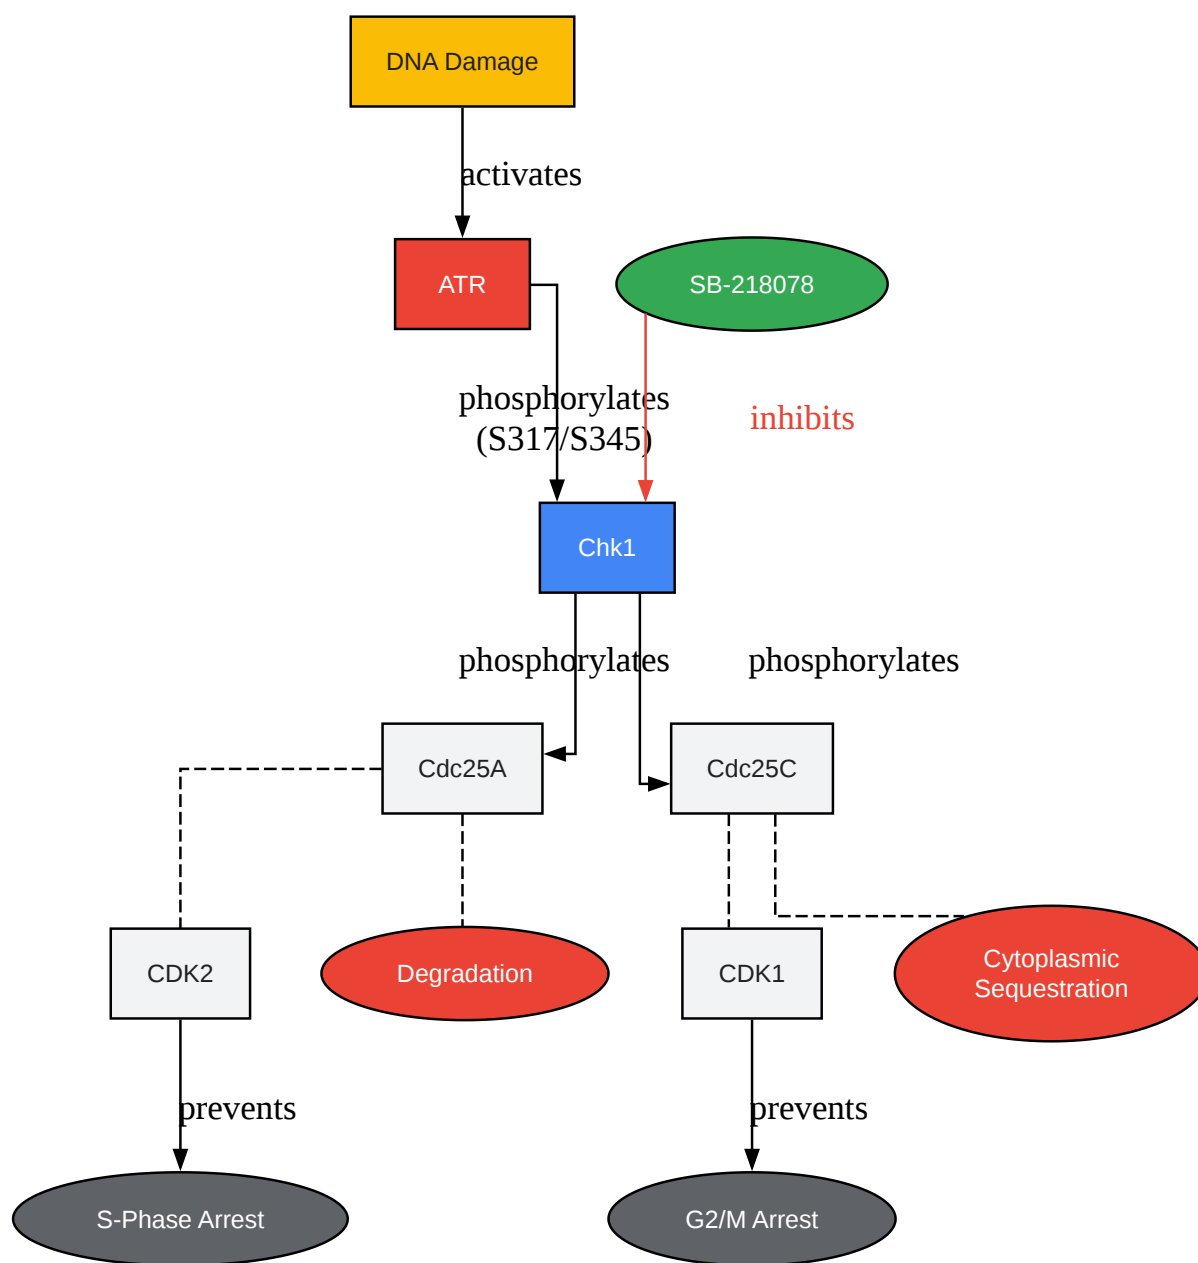 DNA Damage
activates
ATR
SB-218078
phosphorylates
(S317/S345)
inhibits
Chk1
phosphorylates
phosphorylates
Cdc25A
Cdc25C
CDK2
Degradation
CDK1
Cytoplasmic
Sequestration
prevents
prevents
S-Phase Arrest
G2/M Arrest